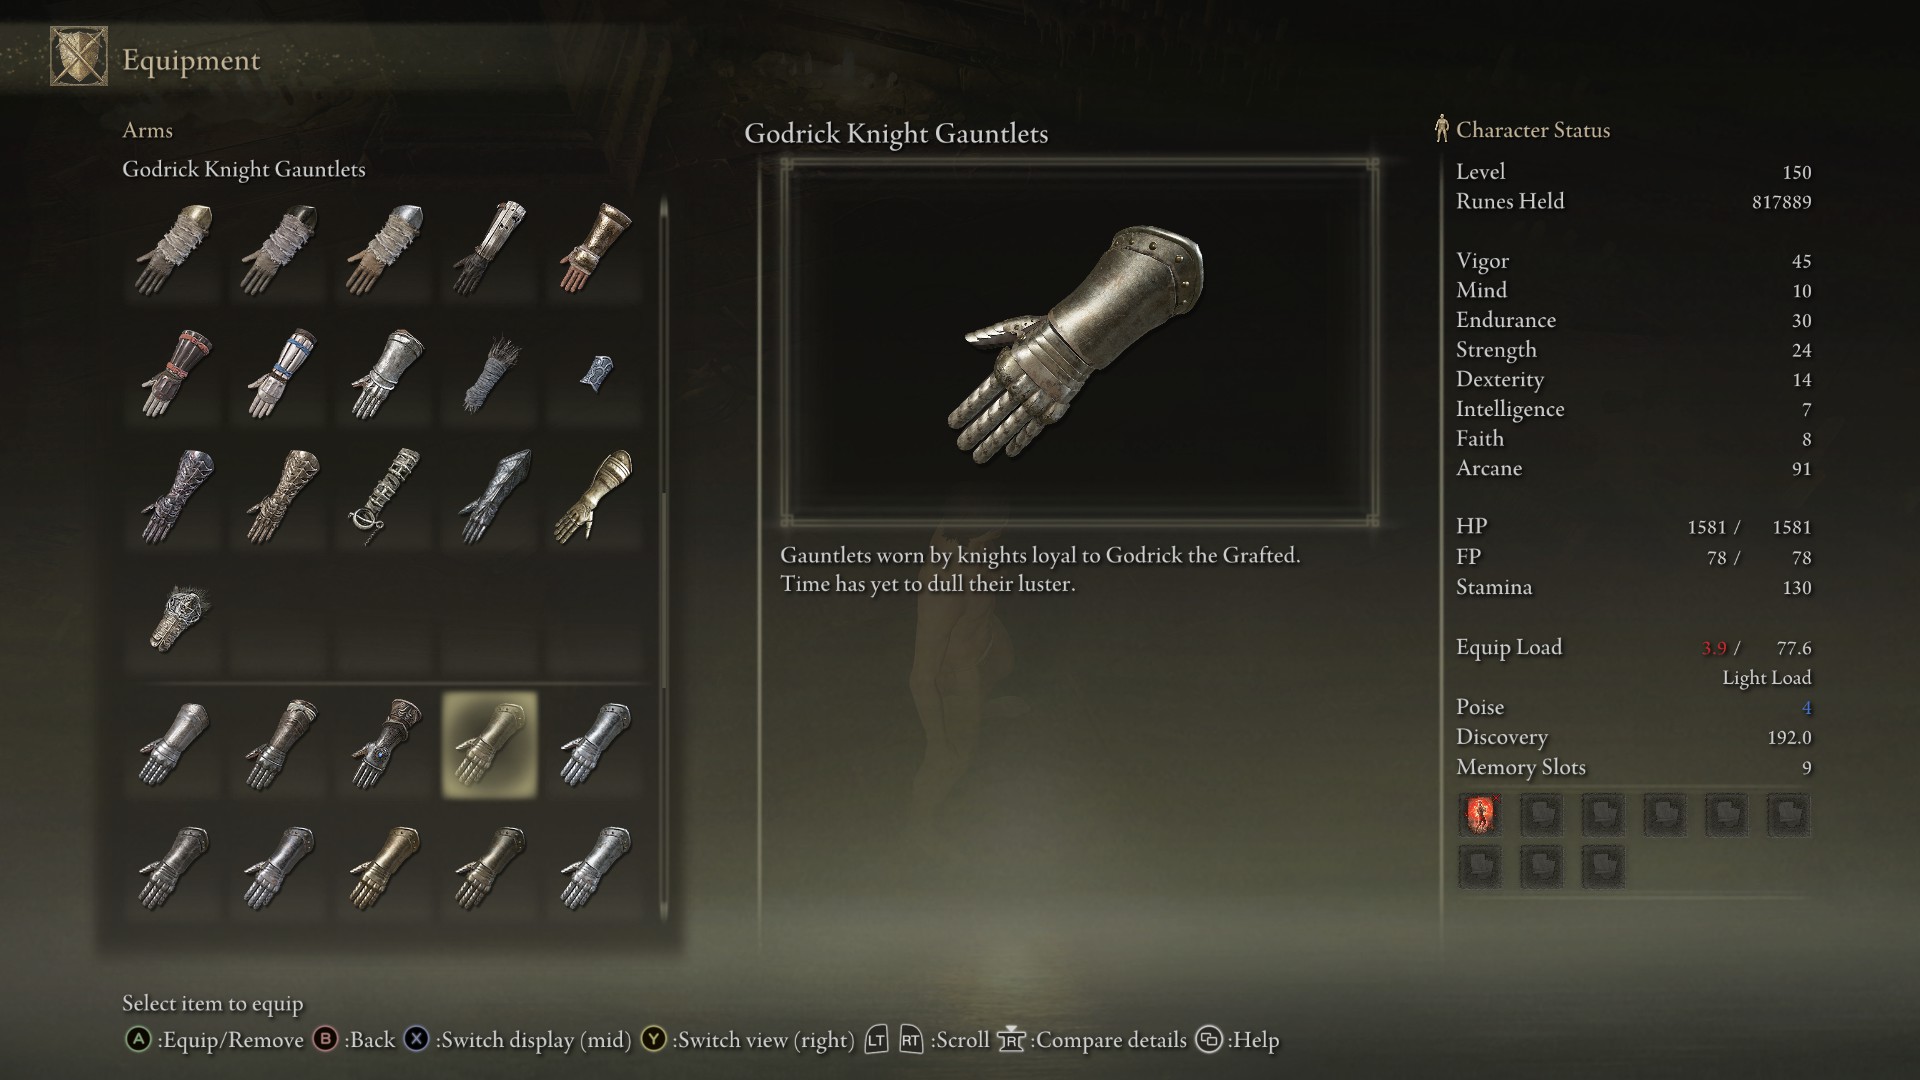 Equipment
Arms
Godrick Knight Gauntlets
Godrick Knight Gauntlets
Gauntlets worn by knights loyal to Godrick the Grafted.
Time has yet to dull their luster.
Character Status
Level 150
Runes Held 817889
Vigor 45
Mind 10
Endurance 30
Strength 24
Dexterity 14
Intelligence 7
Faith 8
Arcane 91
HP 1581 / 1581
FP 78 / 78
Stamina 130
Equip Load 3.9 / 77.6
Light Load
Poise 4
Discovery 192.0
Memory Slots 9
Select item to equip
A :Equip/Remove B :Back X :Switch display (mid) Y :Switch view (right) LT RT :Scroll R :Compare details :Help